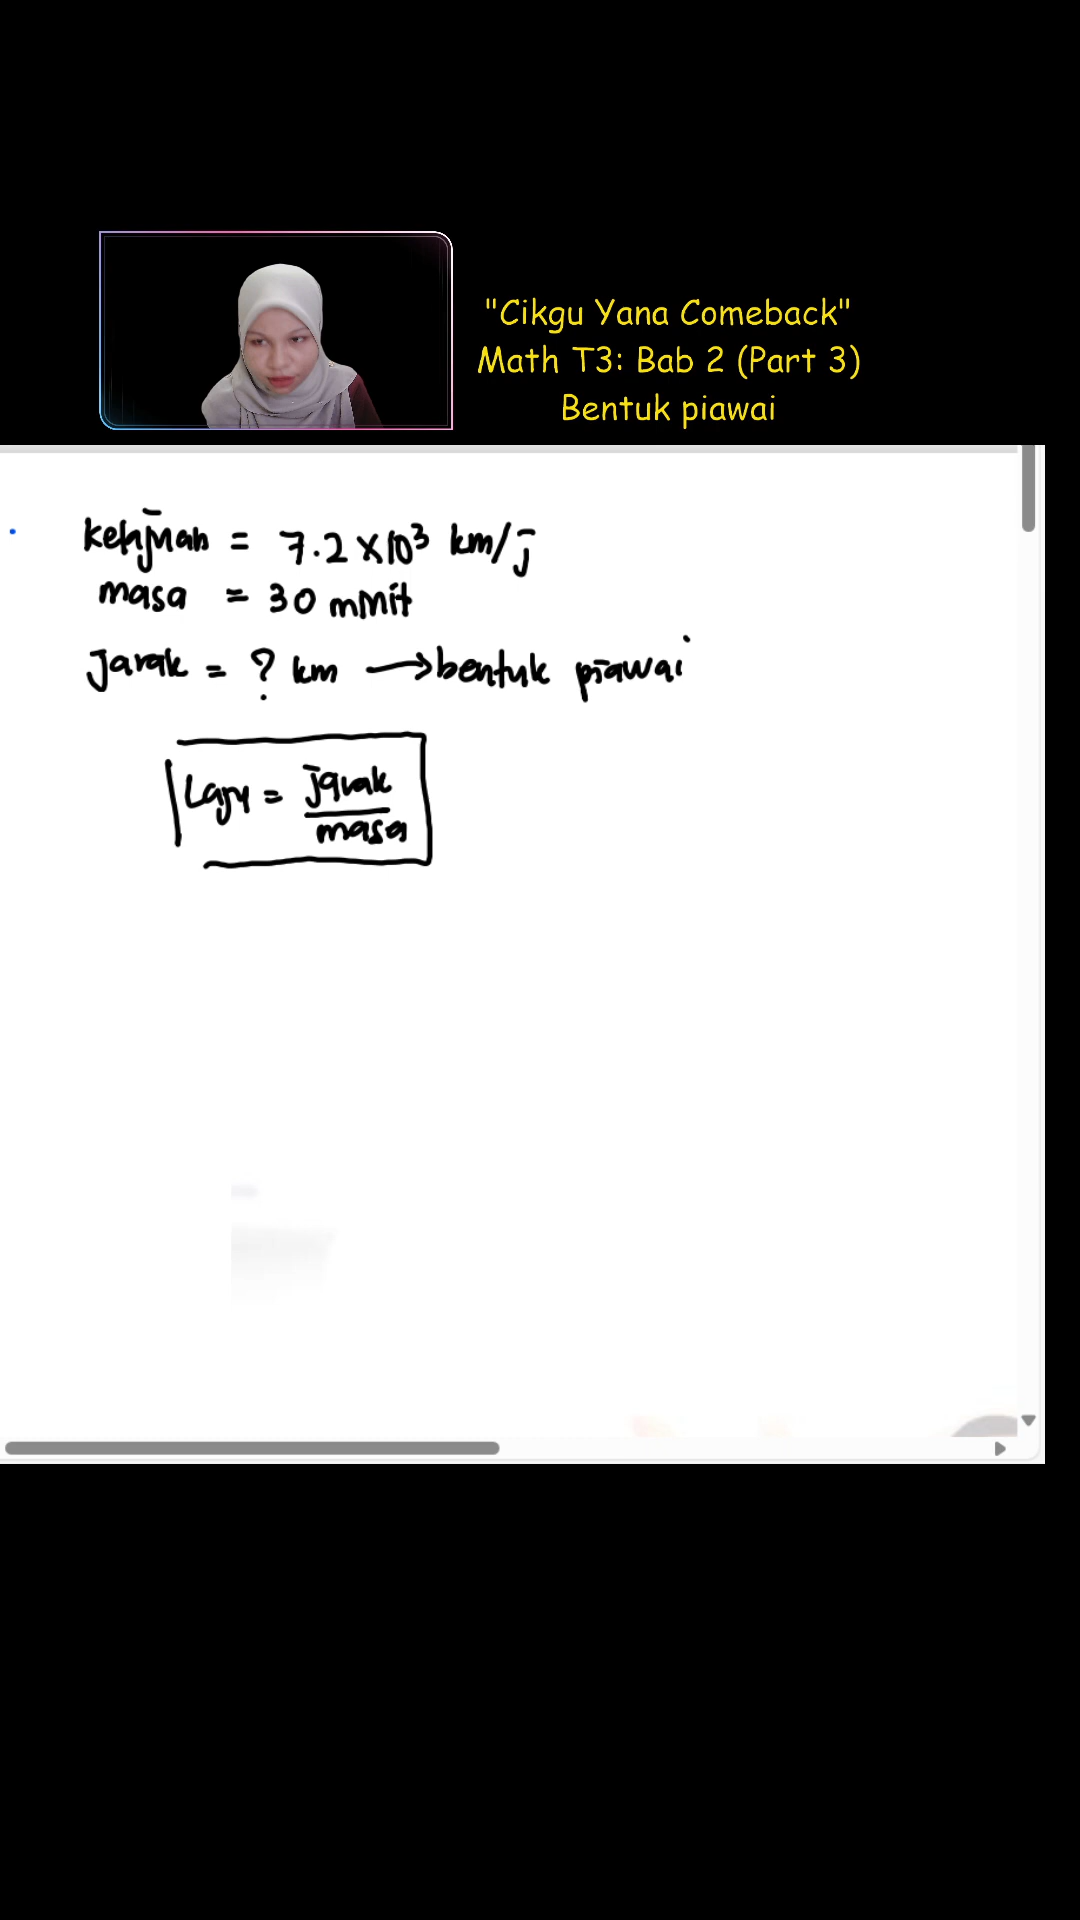 "Cikgu Yana Comeback"
Math T3: Bab 2 (Part 3)
Bentuk piawai
kelajuan = 7.2 × 10³ km/j
masa = 30 minit
Jarak = ? km → bentuk piawai
Laju = jarak / masa